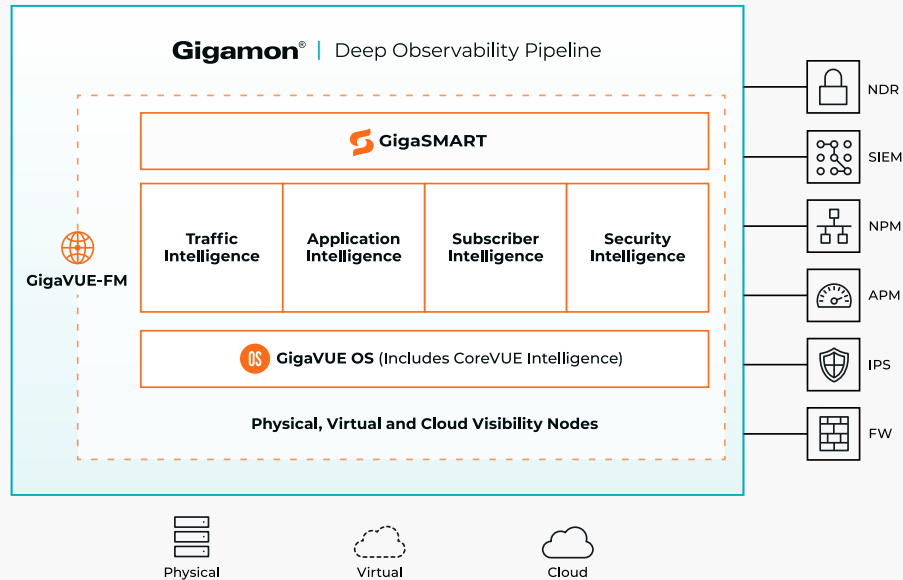 Gigamon® | Deep Observability Pipeline
NDR
GigaSMART
SIEM
Traffic Intelligence
Application Intelligence
Subscriber Intelligence
Security Intelligence
NPM
GigaVUE-FM
APM
OS GigaVUE OS (Includes CoreVUE Intelligence)
IPS
Physical, Virtual and Cloud Visibility Nodes
FW
Physical
Virtual
Cloud